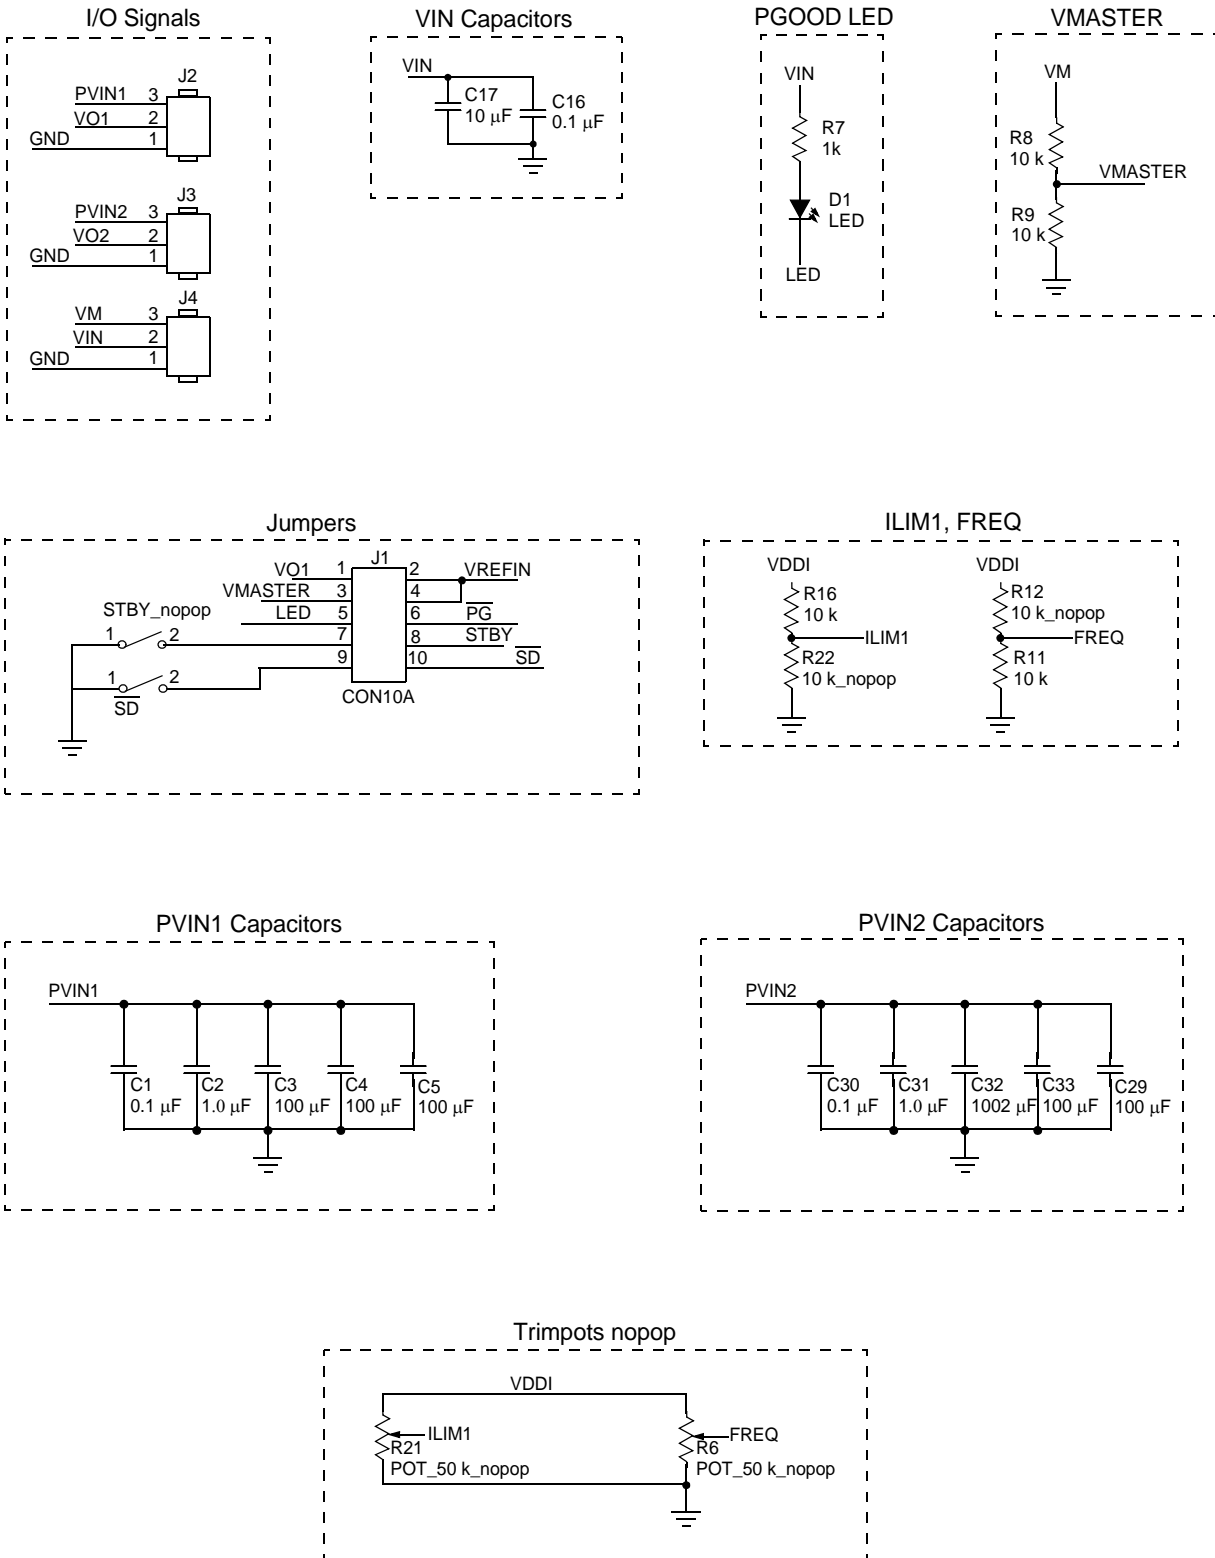 I/O Signals
J2
PVIN1 3
VO1 2
GND 1
J3
PVIN2 3
VO2 2
GND 1
J4
VM 3
VIN 2
GND 1
VIN Capacitors
VIN
C17
10 μF
C16
0.1 μF
PGOOD LED
VIN
R7
1k
D1
LED
LED
VMASTER
VM
R8
10 k
VMASTER
R9
10 k
Jumpers
J1
VO1 1 2 VREFIN
VMASTER 3 4
LED 5 6 PG
7 8 STBY
9 10 SD
CON10A
STBY_nopop
1 2
1 2
SD
ILIM1, FREQ
VDDI
R16
10 k
ILIM1
R22
10 k_nopop
VDDI
R12
10 k_nopop
FREQ
R11
10 k
PVIN1 Capacitors
PVIN1
C1
0.1 μF
C2
1.0 μF
C3
100 μF
C4
100 μF
C5
100 μF
PVIN2 Capacitors
PVIN2
C30
0.1 μF
C31
1.0 μF
C32
1002 μF
C33
100 μF
C29
100 μF
Trimpots nopop
VDDI
ILIM1
R21
POT_50 k_nopop
FREQ
R6
POT_50 k_nopop